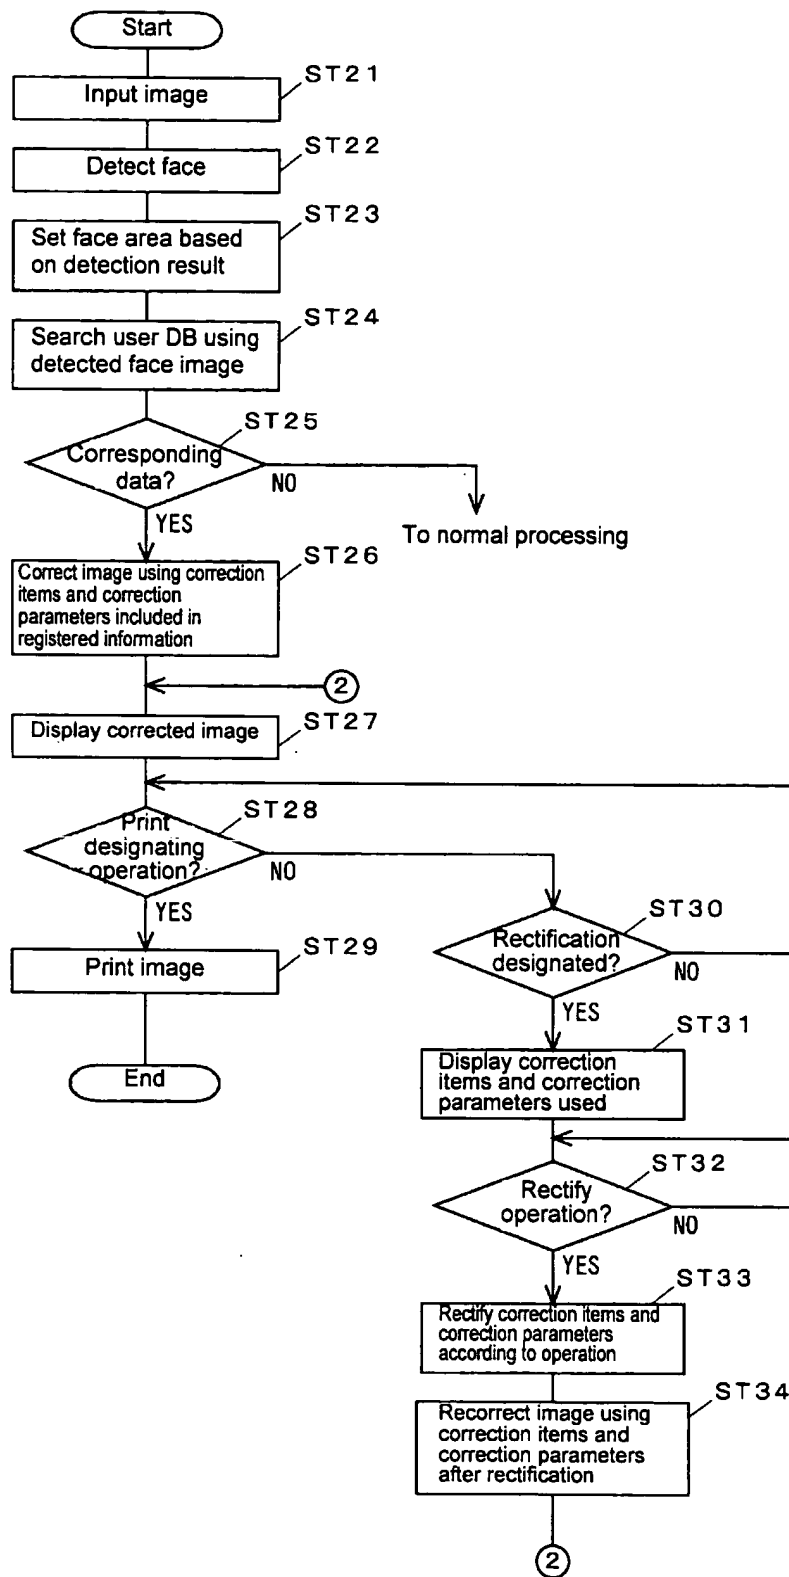 Start
ST21
Input image
ST22
Detect face
ST23
Set face area based
on detection result
ST24
Search user DB using
detected face image
ST25
Corresponding
data?
NO
YES
To normal processing
ST26
Correct image using correction
items and correction
parameters included in
registered information
2
ST27
Display corrected image
ST28
Print
designating
operation?
NO
YES
ST29
Print image
End
ST30
Rectification
designated?
NO
YES
ST31
Display correction
items and correction
parameters used
ST32
Rectify
operation?
NO
YES
ST33
Rectify correction items and
correction parameters
according to operation
ST34
Recorrect image using
correction items and
correction parameters
after rectification
2